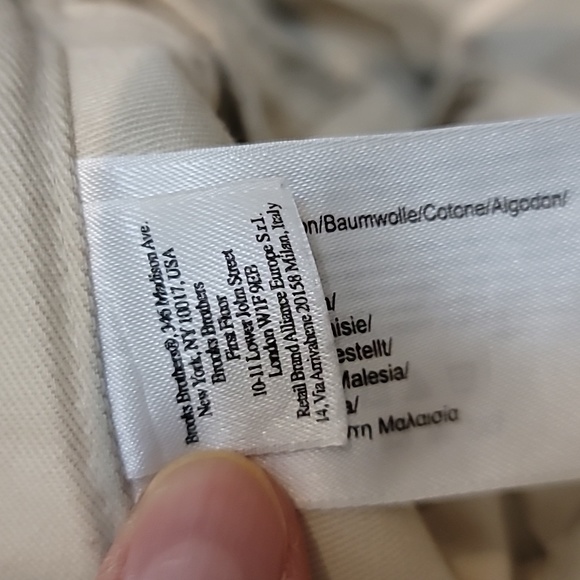 Brooks Brothers® 346 Madison Ave.
New York, NY 10017, USA
Brooks Brothers
First Floor
10-11 Lower John Street
London W1F 9EB
Retail Brand Alliance Europe S.r.l.
14, Via Arrivabene 20158 Milan, Italy
n/Baumwolle/Cotone/Algodon/
/
isie/
estellt/
Malesia/
a/
τη Μαλαισία